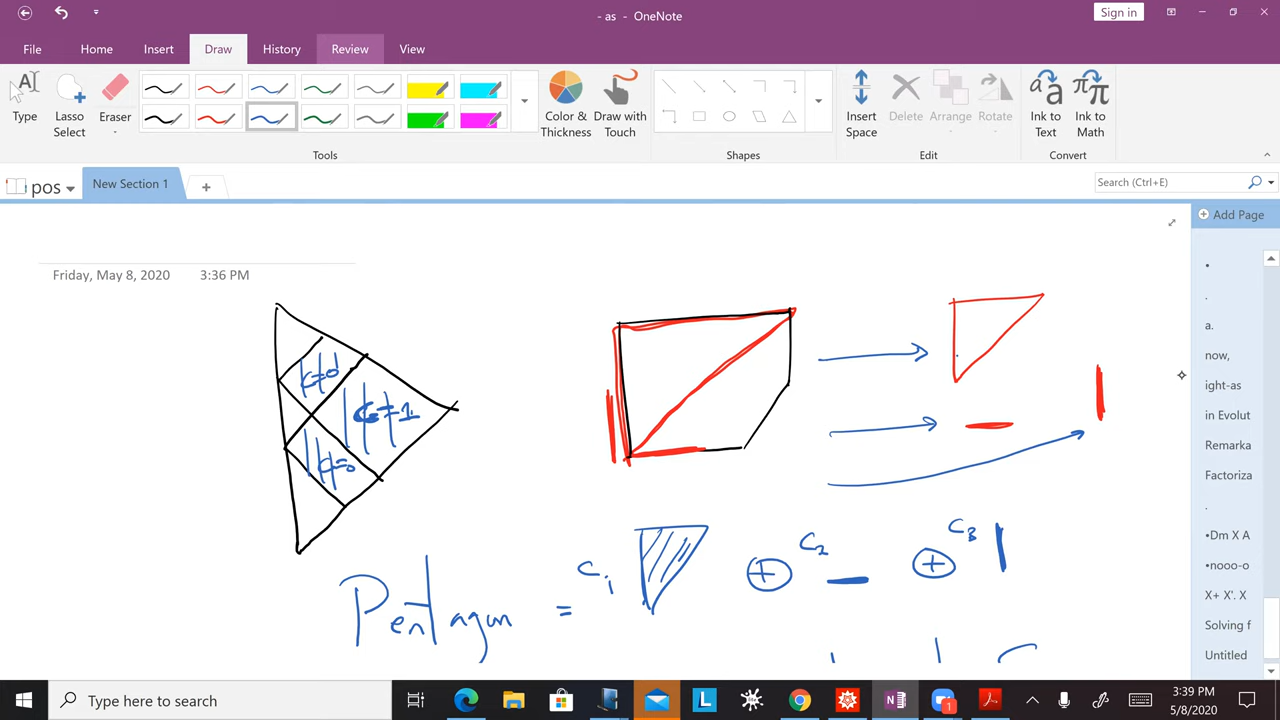 - as - OneNote
Sign in
File Home Insert Draw History Review View
Type
Lasso Select
Eraser
Color & Thickness
Draw with Touch
Insert Space
Delete
Arrange
Rotate
Ink to Text
Ink to Math
Tools Shapes Edit Convert
pos New Section 1 +
Search (Ctrl+E)
Add Page
Friday, May 8, 2020 3:36 PM
a.
now,
ight-as
in Evolut
Remarka
Factoriza
•Dm X A
•nooo-o
X+ X'. X
Solving f
Untitled
Pentagon = C1 ⊕ C2 ⊕ C3
Type here to search
3:39 PM
5/8/2020